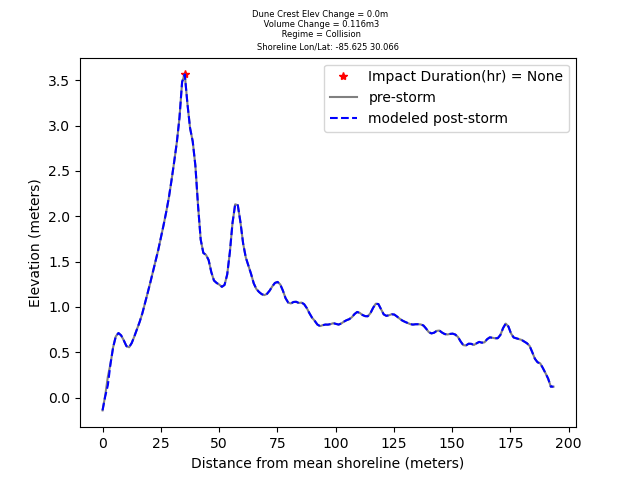 Dune Crest Elev Change = 0.0m
Volume Change = 0.116m3
Regime = Collision
Shoreline Lon/Lat: -85.625 30.066
Impact Duration(hr) = None
pre-storm
modeled post-storm
Elevation (meters)
3.5
3.0
2.5
2.0
1.5
1.0
0.5
0.0
0 25 50 75 100 125 150 175 200
Distance from mean shoreline (meters)